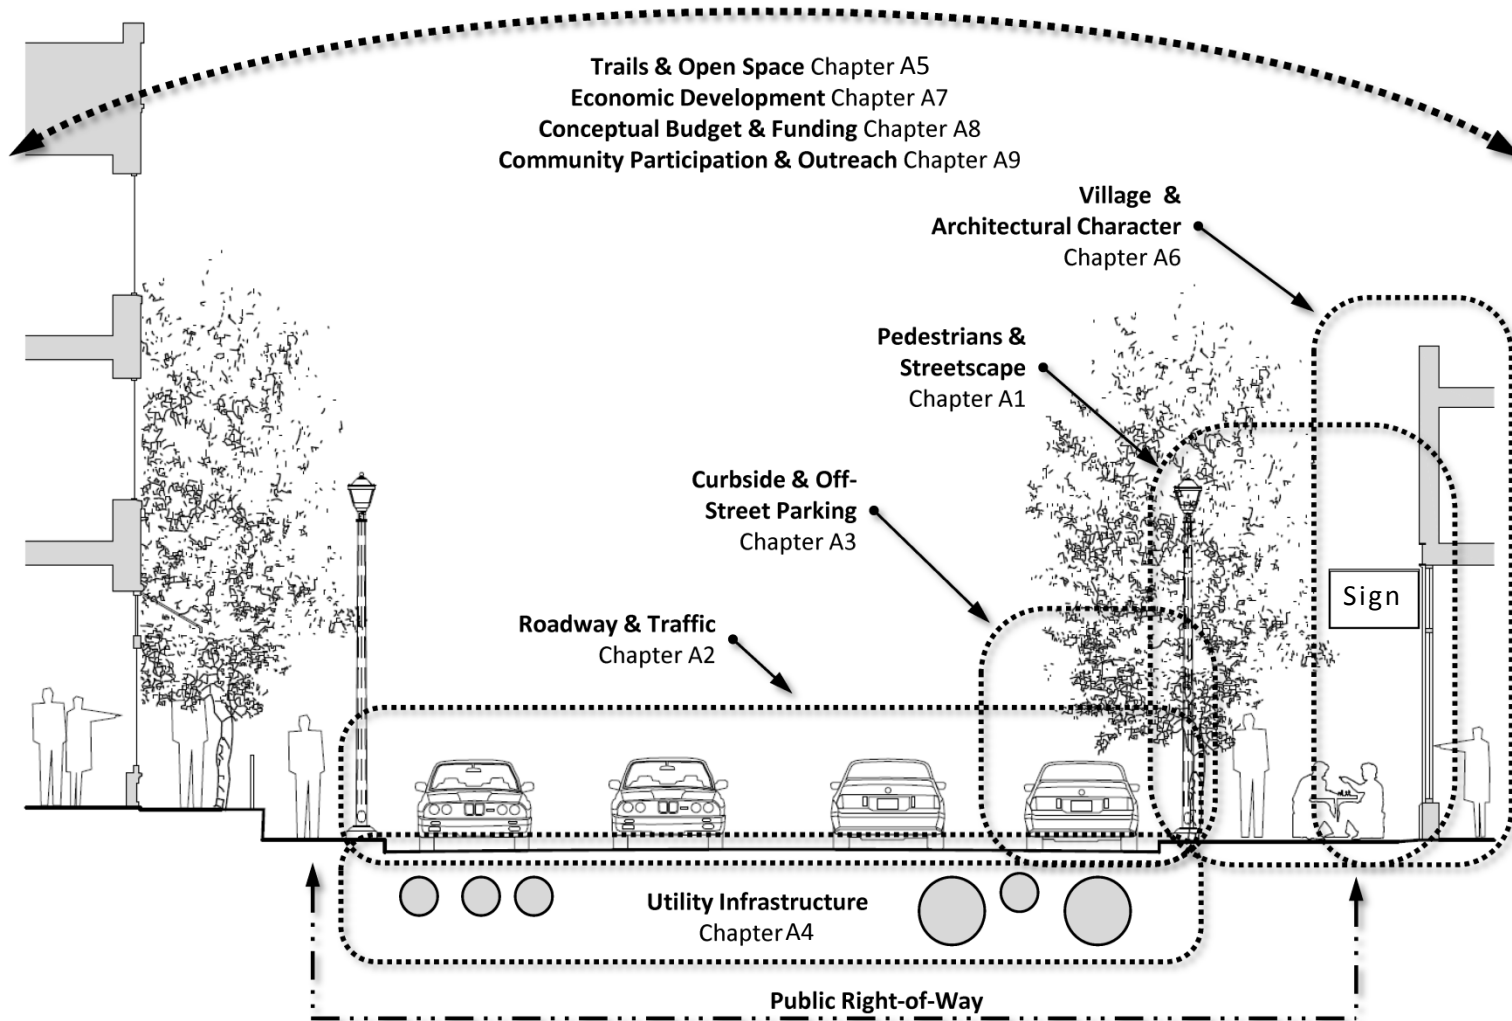 Trails & Open Space Chapter A5
Economic Development Chapter A7
Conceptual Budget & Funding Chapter A8
Community Participation & Outreach Chapter A9
Village &
Architectural Character
Chapter A6
Pedestrians &
Streetscape
Chapter A1
Curbside & Off-
Street Parking
Chapter A3
Sign
Roadway & Traffic
Chapter A2
Utility Infrastructure
Chapter A4
Public Right-of-Way